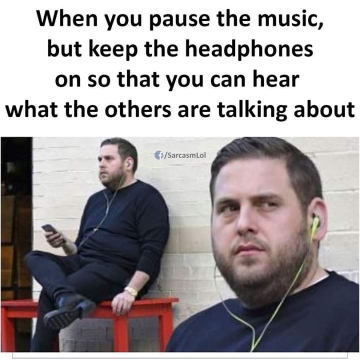 When you pause the music,
but keep the headphones
on so that you can hear
what the others are talking about
f/SarcasmLol